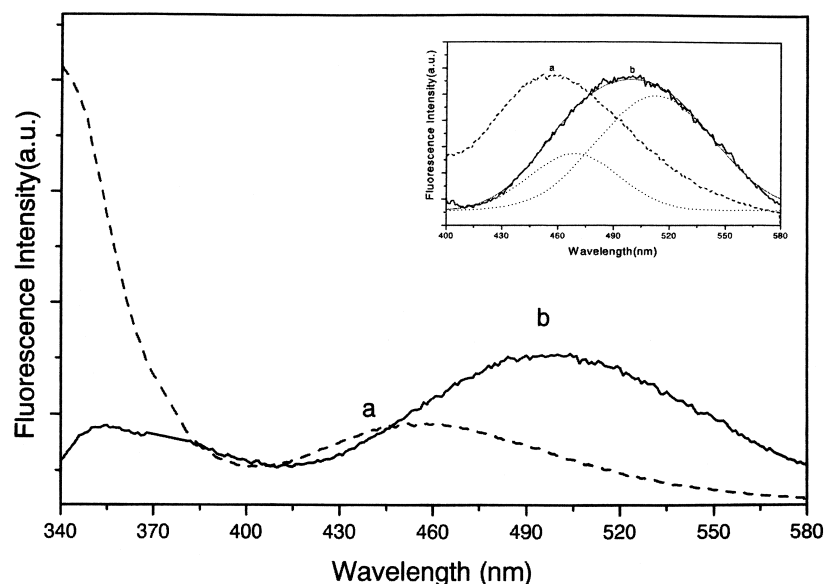 Fluorescence Intensity(a.u.)
a
b
340 370 400 430 460 490 520 550 580
Wavelength (nm)
Fluorescence Intensity(a.u.)
a
b
400 430 460 490 520 550 580
Wavelength(nm)